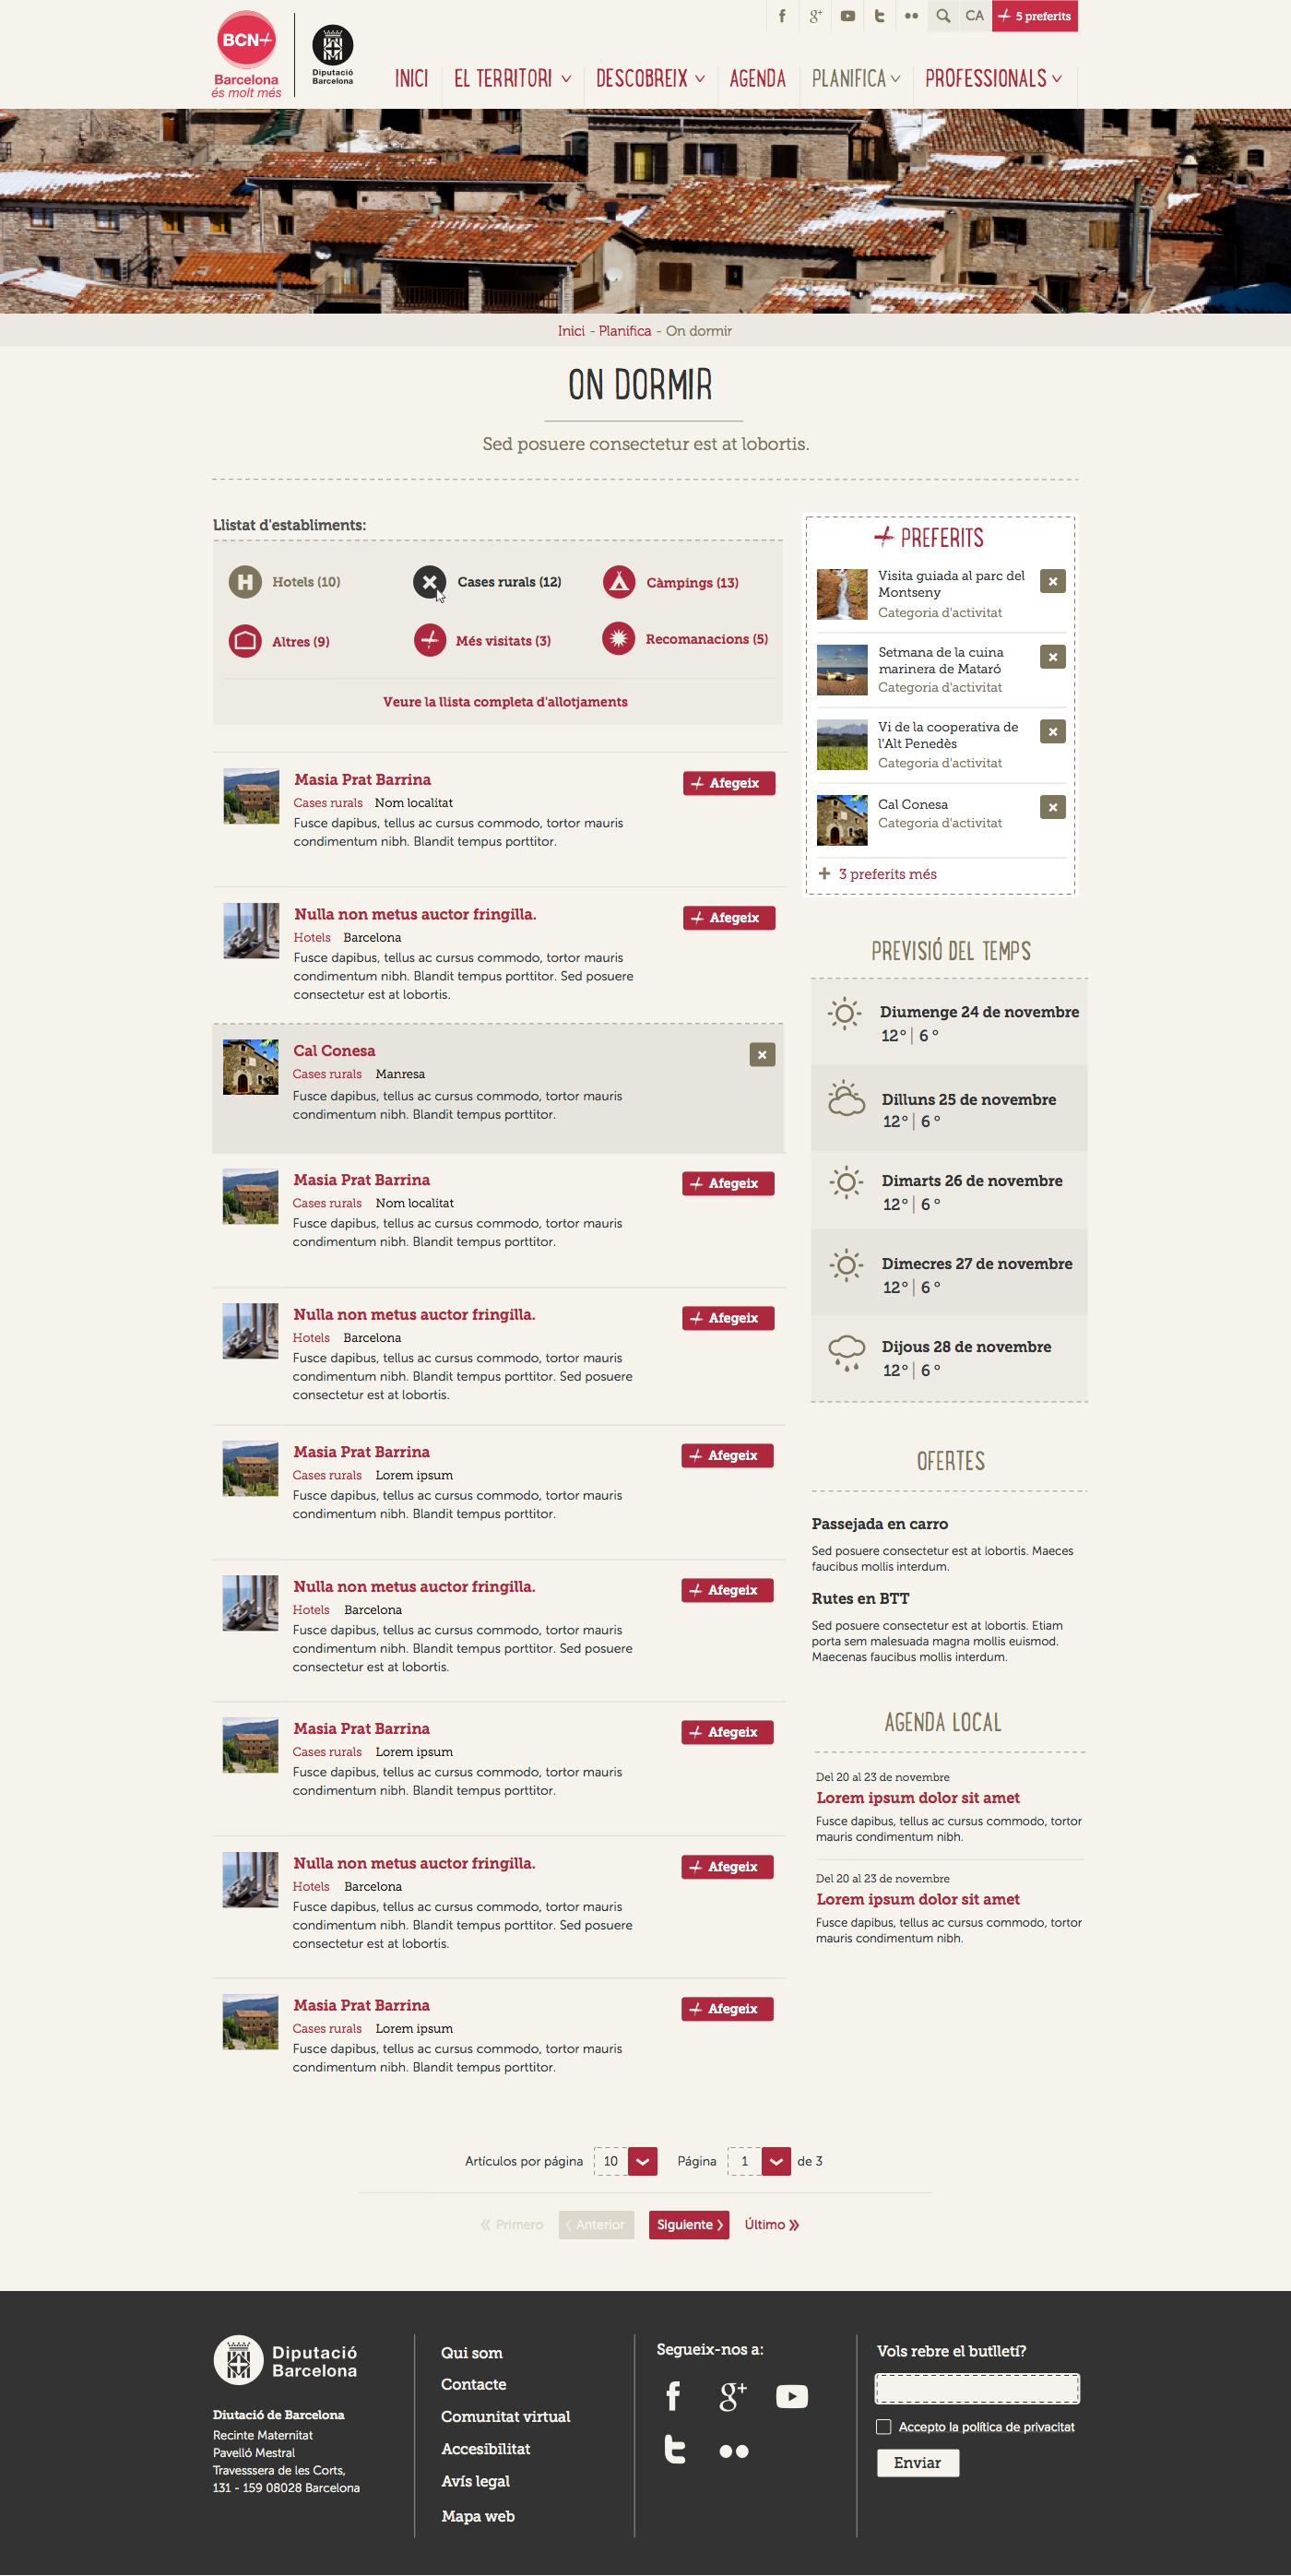 BCN+
Barcelona
és molt més
Diputació
Barcelona
CA
5 preferits
INICI
EL TERRITORI
DESCOBREIX
AGENDA
PLANIFICA
PROFESSIONALS
Inici - Planifica - On dormir
ON DORMIR
Sed posuere consectetur est at lobortis.
Llistat d'establiments:
Hotels (10)
Cases rurals (12)
Càmpings (13)
Altres (9)
Més visitats (3)
Recomanacions (5)
Veure la llista completa d'allotjaments
Masia Prat Barrina
Afegeix
Cases rurals Nom localitat
Fusce dapibus, tellus ac cursus commodo, tortor mauris
condimentum nibh. Blandit tempus porttitor.
Nulla non metus auctor fringilla.
Afegeix
Hotels Barcelona
Fusce dapibus, tellus ac cursus commodo, tortor mauris
condimentum nibh. Blandit tempus porttitor. Sed posuere
consectetur est at lobortis.
Cal Conesa
Cases rurals Manresa
Fusce dapibus, tellus ac cursus commodo, tortor mauris
condimentum nibh. Blandit tempus porttitor.
Masia Prat Barrina
Afegeix
Cases rurals Nom localitat
Fusce dapibus, tellus ac cursus commodo, tortor mauris
condimentum nibh. Blandit tempus porttitor.
Nulla non metus auctor fringilla.
Afegeix
Hotels Barcelona
Fusce dapibus, tellus ac cursus commodo, tortor mauris
condimentum nibh. Blandit tempus porttitor. Sed posuere
consectetur est at lobortis.
Masia Prat Barrina
Afegeix
Cases rurals Lorem ipsum
Fusce dapibus, tellus ac cursus commodo, tortor mauris
condimentum nibh. Blandit tempus porttitor.
Nulla non metus auctor fringilla.
Afegeix
Hotels Barcelona
Fusce dapibus, tellus ac cursus commodo, tortor mauris
condimentum nibh. Blandit tempus porttitor. Sed posuere
consectetur est at lobortis.
Masia Prat Barrina
Afegeix
Cases rurals Lorem ipsum
Fusce dapibus, tellus ac cursus commodo, tortor mauris
condimentum nibh. Blandit tempus porttitor.
Nulla non metus auctor fringilla.
Afegeix
Hotels Barcelona
Fusce dapibus, tellus ac cursus commodo, tortor mauris
condimentum nibh. Blandit tempus porttitor. Sed posuere
consectetur est at lobortis.
Masia Prat Barrina
Afegeix
Cases rurals Lorem ipsum
Fusce dapibus, tellus ac cursus commodo, tortor mauris
condimentum nibh. Blandit tempus porttitor.
PREFERITS
Visita guiada al parc del
Montseny
Categoria d'activitat
Setmana de la cuina
marinera de Mataró
Categoria d'activitat
Vi de la cooperativa de
l'Alt Penedès
Categoria d'activitat
Cal Conesa
Categoria d'activitat
+ 3 preferits més
PREVISIÓ DEL TEMPS
Diumenge 24 de novembre
12° | 6°
Dilluns 25 de novembre
12° | 6°
Dimarts 26 de novembre
12° | 6°
Dimecres 27 de novembre
12° | 6°
Dijous 28 de novembre
12° | 6°
OFERTES
Passejada en carro
Sed posuere consectetur est at lobortis. Maeces
faucibus mollis interdum.
Rutes en BTT
Sed posuere consectetur est at lobortis. Etiam
porta sem malesuada magna mollis euismod.
Maecenas faucibus mollis interdum.
AGENDA LOCAL
Del 20 al 23 de novembre
Lorem ipsum dolor sit amet
Fusce dapibus, tellus ac cursus commodo, tortor
mauris condimentum nibh.
Del 20 al 23 de novembre
Lorem ipsum dolor sit amet
Fusce dapibus, tellus ac cursus commodo, tortor
mauris condimentum nibh.
Artículos por página 10 Página 1 de 3
« Primero ‹ Anterior Siguiente › Último »
Diputació
Barcelona
Diutació de Barcelona
Recinte Maternitat
Pavelló Mestral
Travesssera de les Corts,
131 - 159 08028 Barcelona
Qui som
Contacte
Comunitat virtual
Accesibilitat
Avís legal
Mapa web
Segueix-nos a:
Vols rebre el butlletí?
Accepto la política de privacitat
Enviar